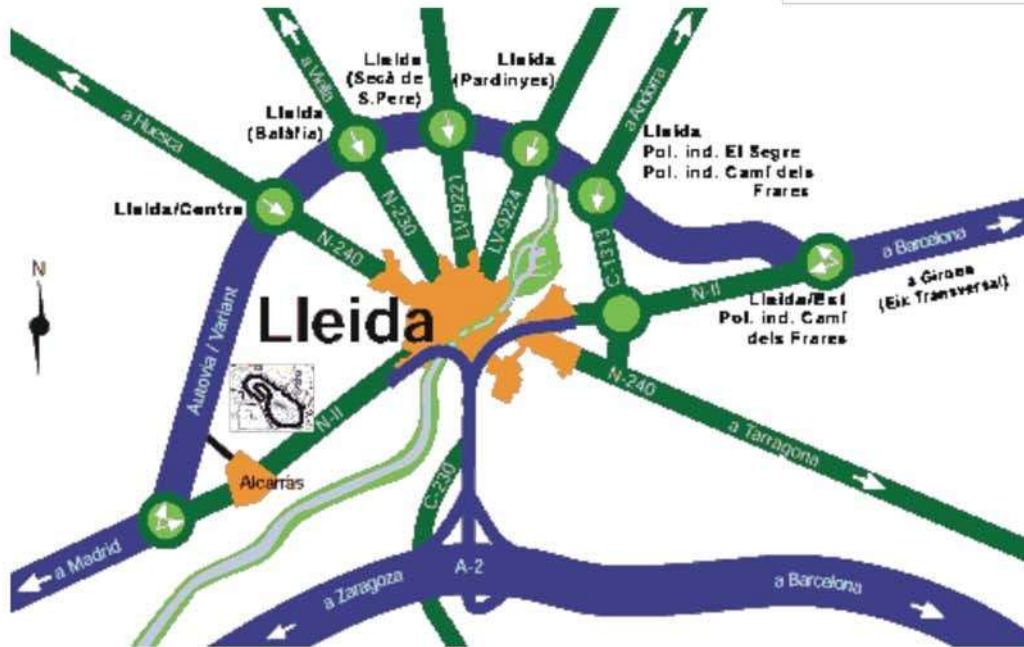 a Viella
Lleida
(Secà de
S.Pere)
Lleida
(Pardinyes)
a Huesca
Lleida
(Balàfia)
a Andorra
Lleida
Pol. ind. El Segre
Pol. ind. Camí dels
Frares
Lleida/Centre
N-240
N-230
LV-9221
LV-9224
C-1313
a Barcelona
a Girona
(Eix Transversal)
N
N-II
Lleida/Est
Pol. ind. Camí
dels Frares
Lleida
Autovia / Variant
N-240
N-II
a Tarragona
Alcarràs
C-230
a Madrid
A-2
a Zaragoza
a Barcelona